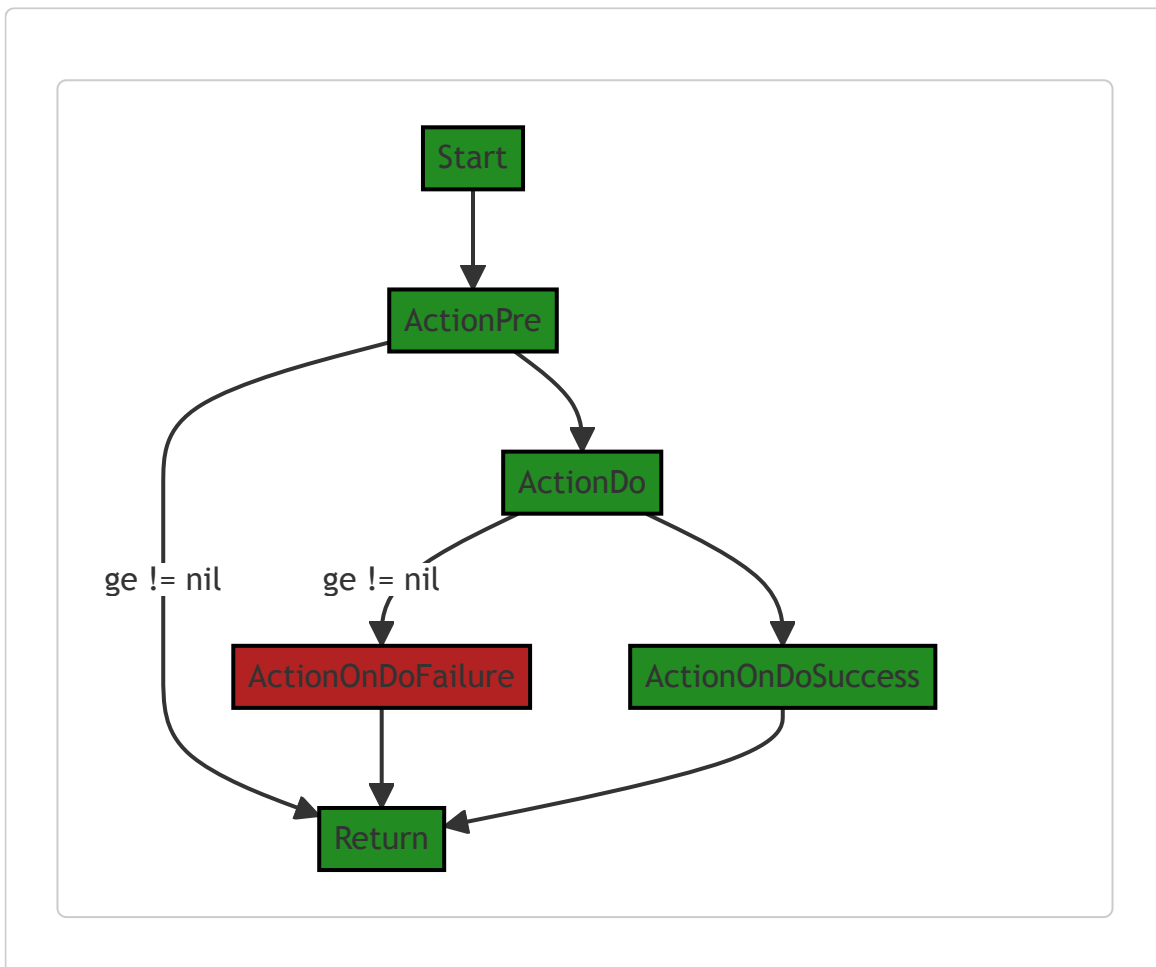 Start
ActionPre
ActionDo
ge != nil
ge != nil
ActionOnDoFailure
ActionOnDoSuccess
Return